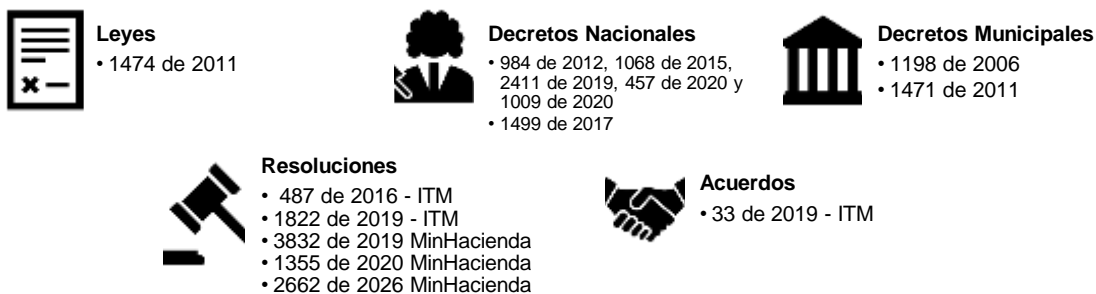 Leyes
• 1474 de 2011
Decretos Nacionales
• 984 de 2012, 1068 de 2015,
2411 de 2019, 457 de 2020 y
1009 de 2020
• 1499 de 2017
Decretos Municipales
• 1198 de 2006
• 1471 de 2011
Resoluciones
• 487 de 2016 - ITM
• 1822 de 2019 - ITM
• 3832 de 2019 MinHacienda
• 1355 de 2020 MinHacienda
• 2662 de 2026 MinHacienda
Acuerdos
• 33 de 2019 - ITM